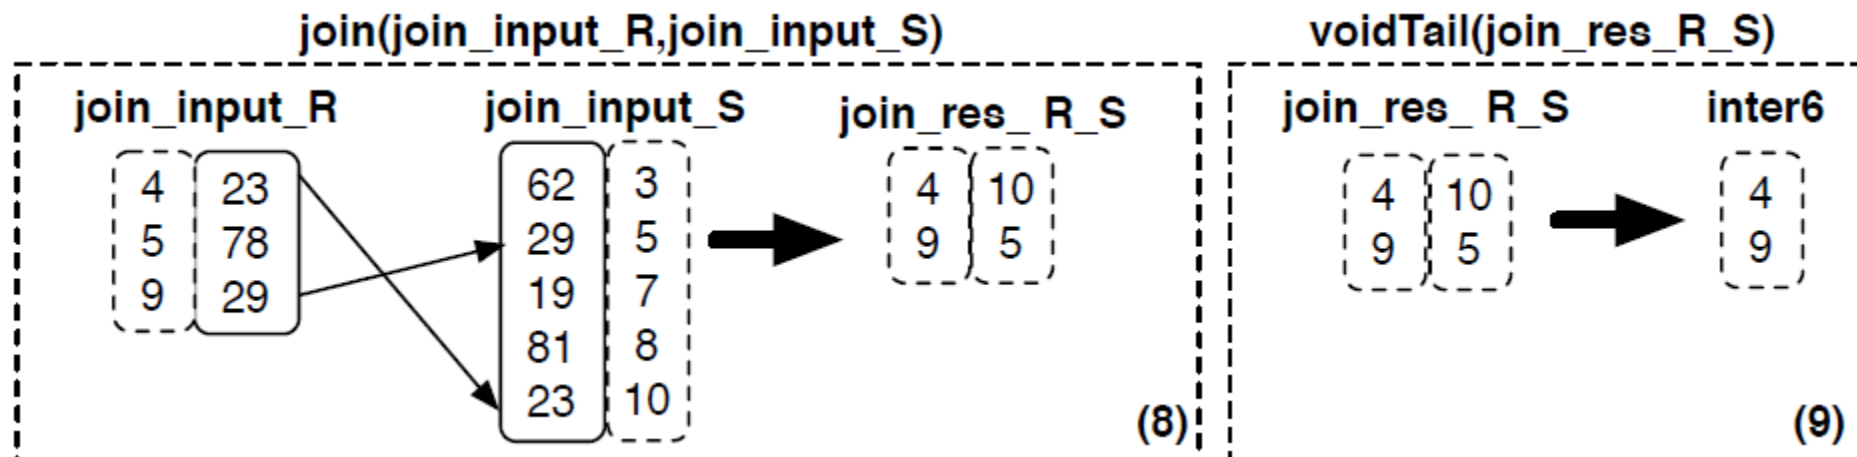 join(join_input_R,join_input_S)
join_input_R join_input_S join_res_ R_S
4 23 62 3 4 10
5 78 29 5 9 5
9 29 19 7
81 8
23 10
(8)
voidTail(join_res_R_S)
join_res_ R_S inter6
4 10 4
9 5 9
(9)